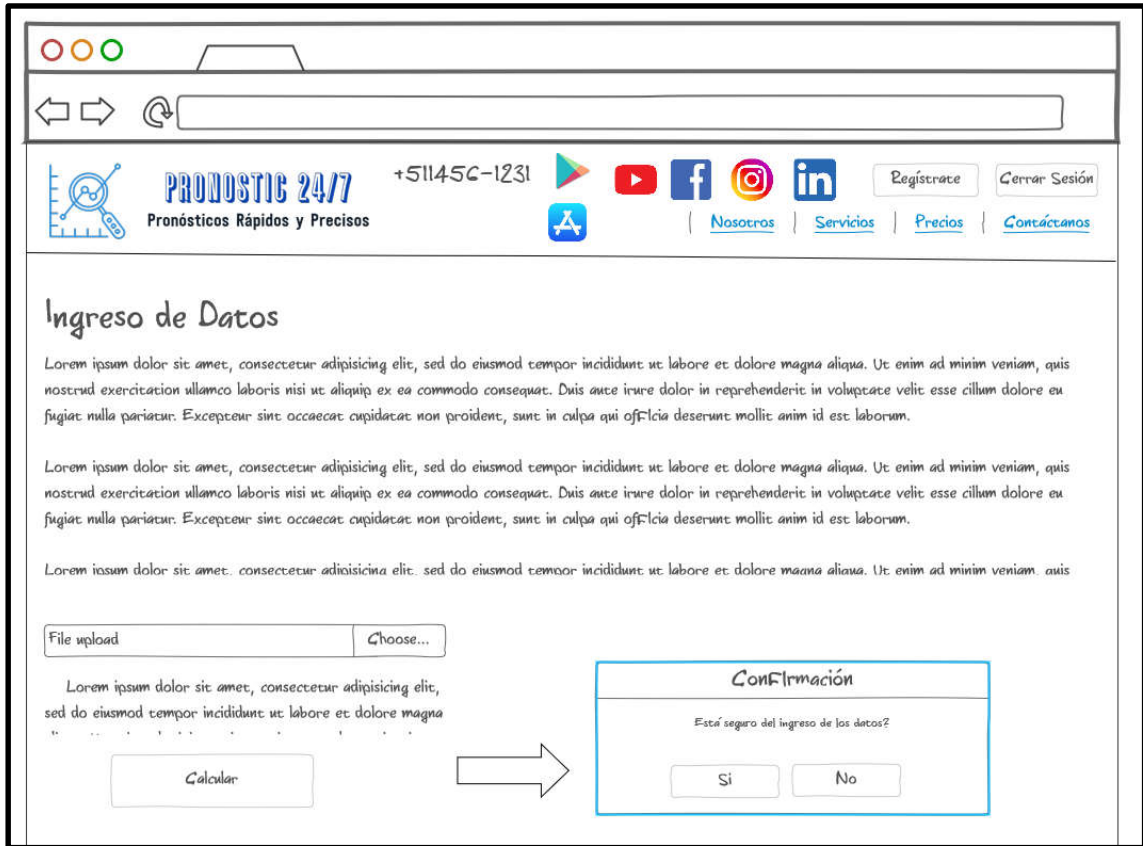 PRONOSTIC 24/7
Pronósticos Rápidos y Precisos
+511456-1231
in
Regístrate
Cerrar Sesión
| Nosotros | Servicios | Precios | Contáctanos
Ingreso de Datos
Lorem ipsum dolor sit amet, consectetur adipisicing elit, sed do eiusmod tempor incididunt ut labore et dolore magna aliqua. Ut enim ad minim veniam, quis
nostrud exercitation ullamco laboris nisi ut aliquip ex ea commodo consequat. Duis aute irure dolor in reprehenderit in voluptate velit esse cillum dolore eu
fugiat nulla pariatur. Excepteur sint occaecat cupidatat non proident, sunt in culpa qui officia deserunt mollit anim id est laborum.
Lorem ipsum dolor sit amet, consectetur adipisicing elit, sed do eiusmod tempor incididunt ut labore et dolore magna aliqua. Ut enim ad minim veniam, quis
nostrud exercitation ullamco laboris nisi ut aliquip ex ea commodo consequat. Duis aute irure dolor in reprehenderit in voluptate velit esse cillum dolore eu
fugiat nulla pariatur. Excepteur sint occaecat cupidatat non proident, sunt in culpa qui officia deserunt mollit anim id est laborum.
Lorem ipsum dolor sit amet, consectetur adipisicing elit, sed do eiusmod tempor incididunt ut labore et dolore magna aliqua. Ut enim ad minim veniam, quis
File upload
Choose...
Lorem ipsum dolor sit amet, consectetur adipisicing elit,
sed do eiusmod tempor incididunt ut labore et dolore magna
Calcular
Confirmación
Está seguro del ingreso de los datos?
Si
No